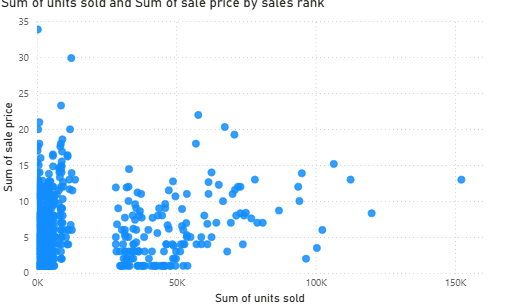 Sum of units sold and Sum of sale price by sales rank
35
30
25
20
15
10
5
0
Sum of sale price
0K
50K
100K
150K
Sum of units sold